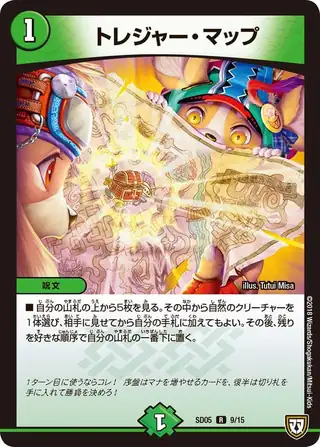 1
トレジャー・マップ
illus. Tutui Misa
呪文
■自分の山札の上から5枚を見る。その中から自然のクリーチャーを
1体選び、相手に見せてから自分の手札に加えてもよい。その後、残り
を好きな順序で自分の山札の一番下に置く。
1ターン目に使うならコレ! 序盤はマナを増やせるカードを、後半は切り札を
手に入れて勝負を決めろ!
©2018 Wizards/Shogakukan/Mitsui-Kids
1
SD05 R 9/15